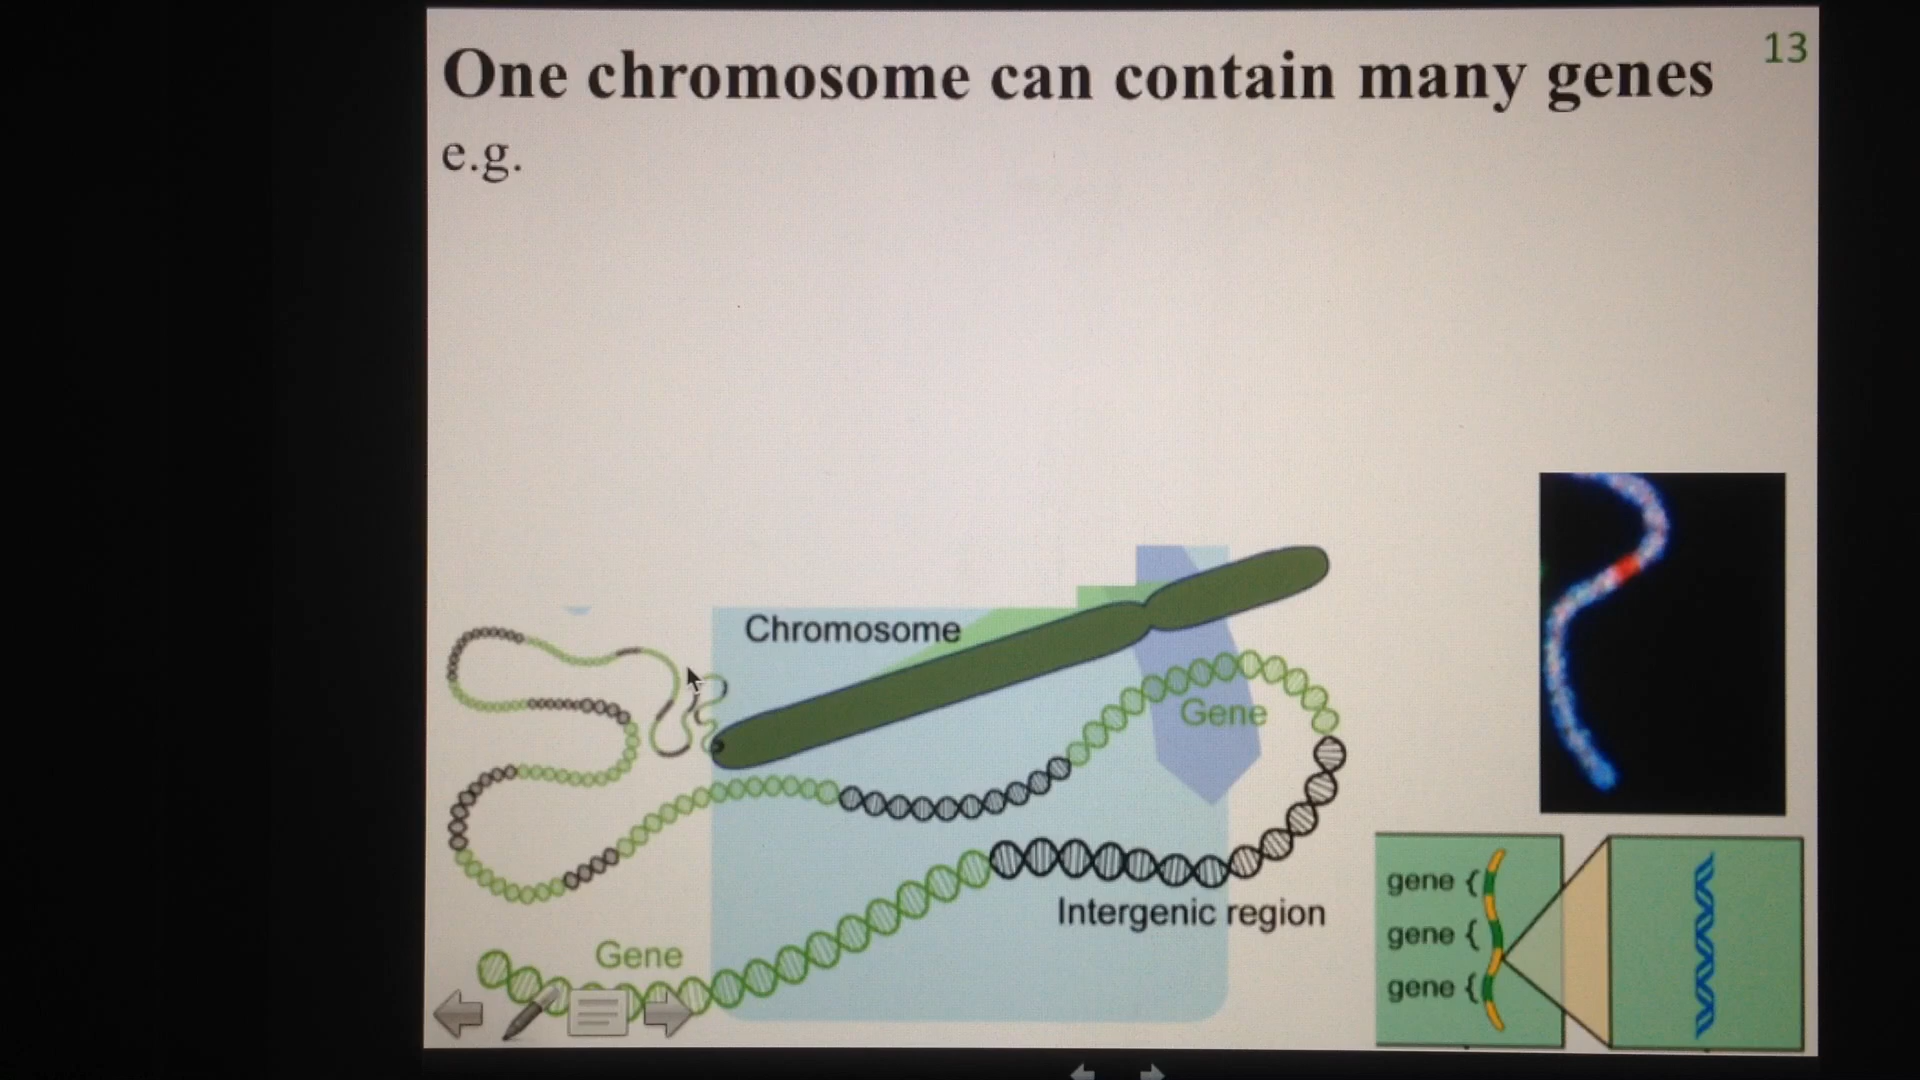 13
One chromosome can contain many genes
e.g.
Chromosome
Gene
Intergenic region
Gene
gene {
gene {
gene {